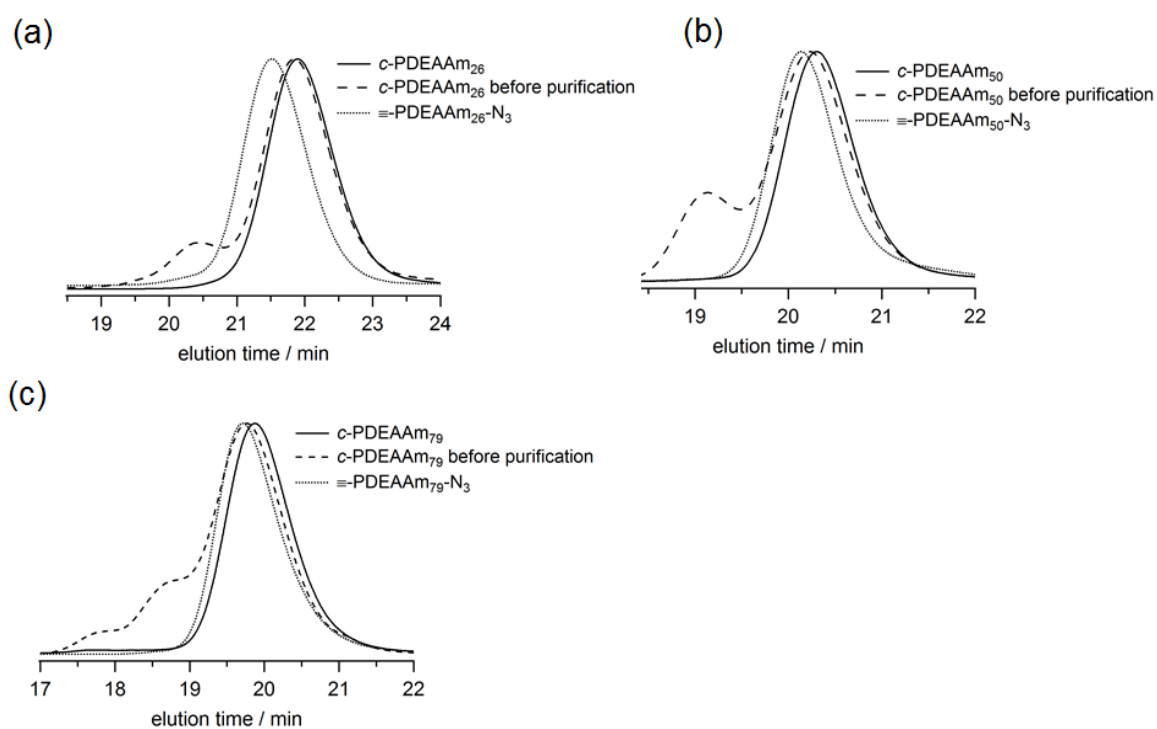 (a)
c-PDEAAm₂₆
c-PDEAAm₂₆ before purification
≡-PDEAAm₂₆-N₃
19 20 21 22 23 24
elution time / min
(b)
c-PDEAAm₅₀
c-PDEAAm₅₀ before purification
≡-PDEAAm₅₀-N₃
19 20 21 22
elution time / min
(c)
c-PDEAAm₇₉
c-PDEAAm₇₉ before purification
≡-PDEAAm₇₉-N₃
17 18 19 20 21 22
elution time / min